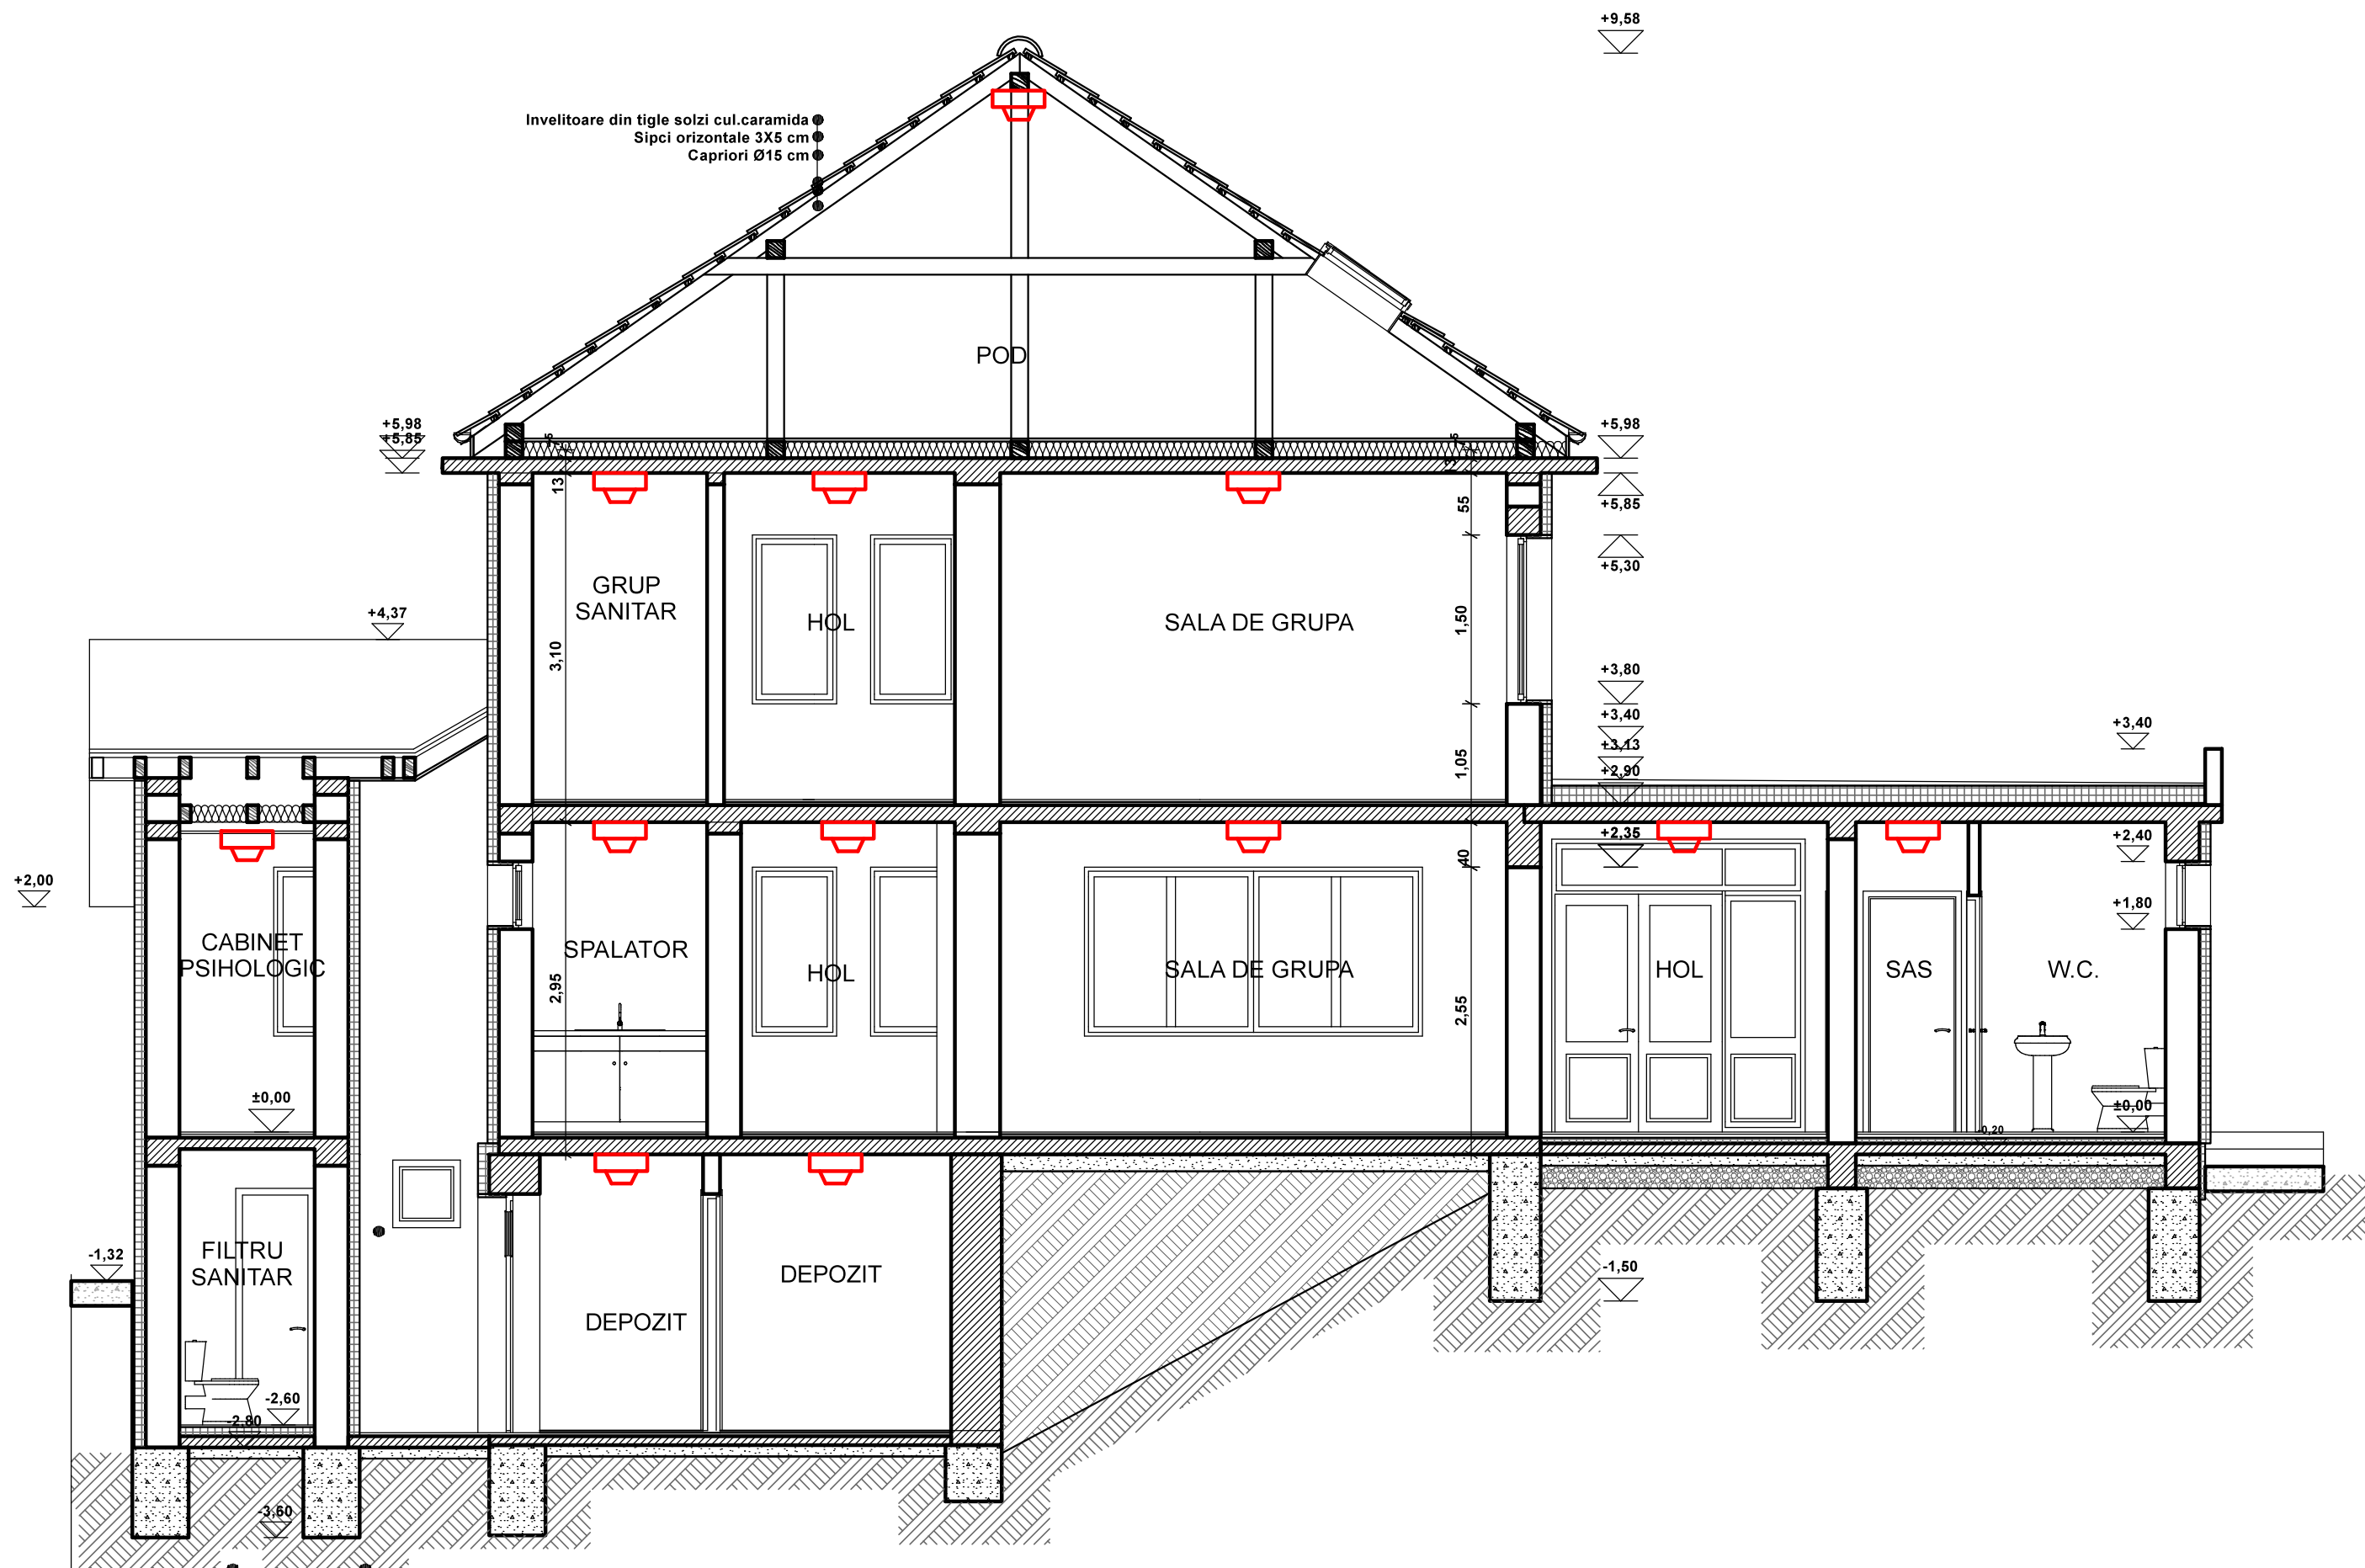 +9,58
Invelitoare din tigle solzi cul.caramida
Sipci orizontale 3X5 cm
Capriori Ø15 cm
POD
+5,98
+5,85
+5,98
13
55
+5,85
+5,30
GRUP
SANITAR
HOL
SALA DE GRUPA
+4,37
3,10
1,50
+3,80
+3,40
+3,13
+2,90
+3,40
1,05
+2,00
40
+2,35
+2,40
+1,80
CABINET
PSIHOLOGIC
SPALATOR
HOL
SALA DE GRUPA
HOL
SAS
W.C.
2,95
2,55
±0,00
±0,00
-0,20
-1,32
FILTRU
SANITAR
DEPOZIT
DEPOZIT
-1,50
-2,60
-2,80
-3,60